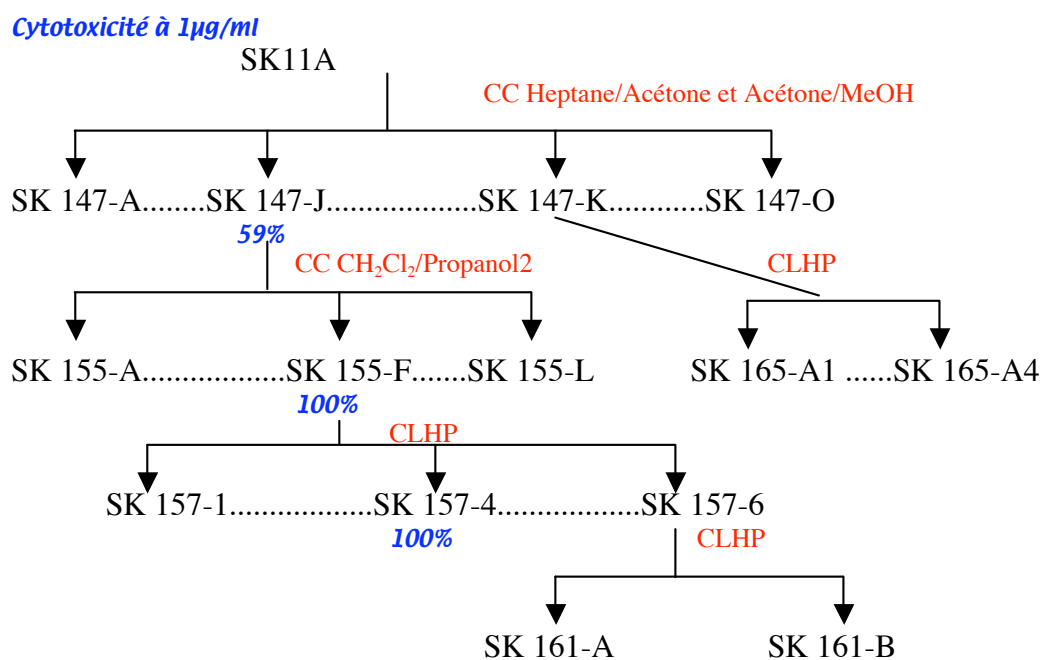 Cytotoxicité à 1µg/ml
SK11A
CC Heptane/Acétone et Acétone/MeOH
SK 147-A........SK 147-J....................SK 147-K............SK 147-O
59%
CC CH₂Cl₂/Propanol2
CLHP
SK 155-A...................SK 155-F.......SK 155-L
SK 165-A1 ......SK 165-A4
100%
CLHP
SK 157-1..................SK 157-4..................SK 157-6
100%
CLHP
SK 161-A
SK 161-B